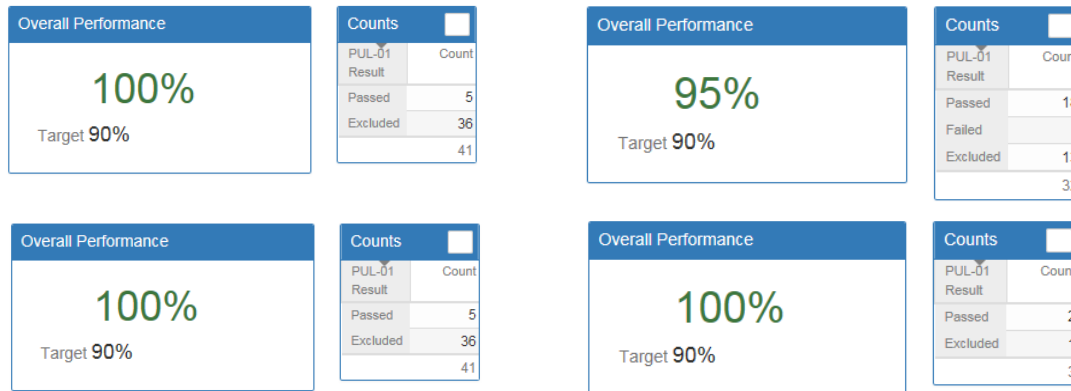 Overall Performance
100%
Target 90%
Counts
PUL-01 Result
Count
Passed 5
Excluded 36
41
Overall Performance
95%
Target 90%
Counts
PUL-01 Result
Passed
Failed
Excluded
Overall Performance
100%
Target 90%
Counts
PUL-01 Result
Count
Passed 5
Excluded 36
41
Overall Performance
100%
Target 90%
Counts
PUL-01 Result
Passed
Excluded